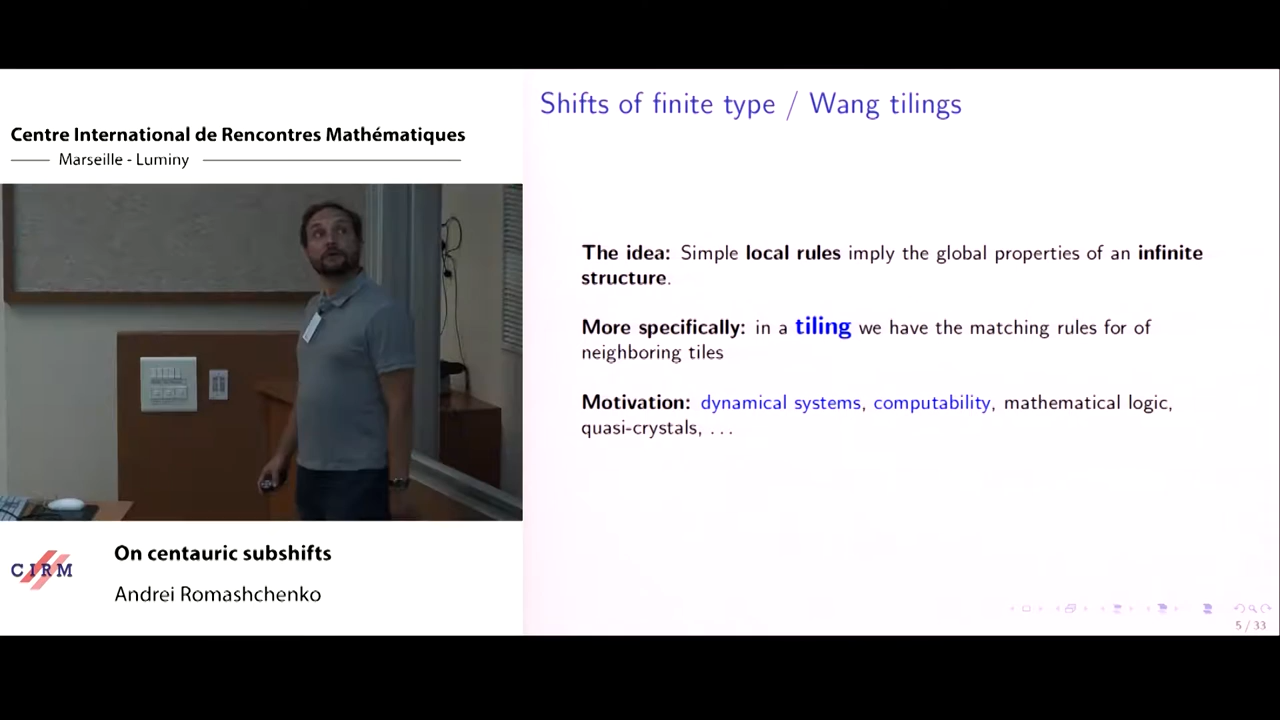 Centre International de Rencontres Mathématiques
Marseille - Luminy
Shifts of finite type / Wang tilings
The idea: Simple local rules imply the global properties of an infinite
structure.
More specifically: in a tiling we have the matching rules for of
neighboring tiles
Motivation: dynamical systems, computability, mathematical logic,
quasi-crystals, . . .
5 / 33
CIRM
On centauric subshifts
Andrei Romashchenko